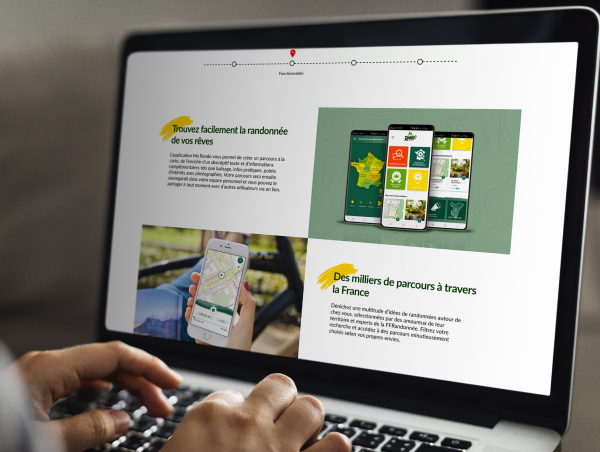 Fonctionnalités
Trouvez facilement la randonnée
de vos rêves
L'application Ma Rando vous permet de créer un parcours à la
carte, de l'enrichir d'un descriptif texte et d'informations
complémentaires tels que balisage, infos pratiques, points
d'intérêts avec photographies. Votre parcours sera ensuite
sauvegardé dans votre espace personnel et vous pouvez le
partager à tout moment avec d'autres utilisateurs via un lien.
Des milliers de parcours à travers
la France
Dénichez une multitude d'idées de randonnées autour de
chez vous, sélectionnées par des amoureux de leur
territoire et experts de la FFRandonnée. Filtrez votre
recherche et accédez à des parcours minutieusement
choisis selon vos propres envies.